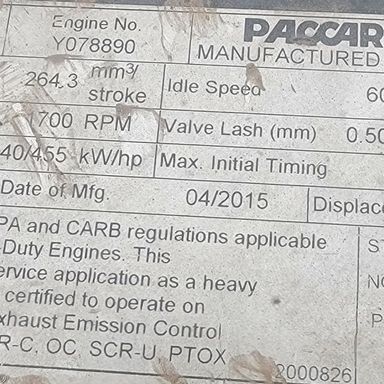 Engine No.
Y078890
PACCAR
MANUFACTURED
264.3 mm³/
stroke
Idle Speed 60
1700 RPM Valve Lash (mm) 0.50
40/455 kW/hp Max. Initial Timing
Date of Mfg. 04/2015 Displace
PA and CARB regulations applicable
-Duty Engines. This
ervice application as a heavy
certified to operate on
xhaust Emission Control
R-C, OC, SCR-U, PTOX
S
NO
P
2000826